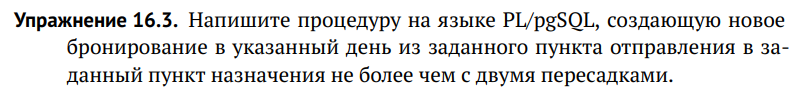 Упражнение 16.3. Напишите процедуру на языке PL/pgSQL, создающую новое
бронирование в указанный день из заданного пункта отправления в за-
данный пункт назначения не более чем с двумя пересадками.